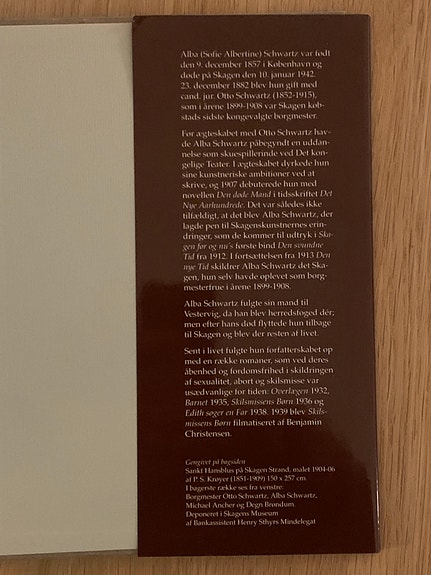 Alba (Sofie Albertine) Schwartz var født
den 9. december 1857 i København og
døde på Skagen den 10. januar 1942.
23. december 1882 blev hun gift med
cand. jur. Otto Schwartz (1852-1915),
som i årene 1899-1908 var Skagen køb-
stads sidste kongevalgte borgmester.
Før ægteskabet med Otto Schwartz hav-
de Alba Schwartz påbegyndt en uddan-
nelse som skuespillerinde ved Det kon-
gelige Teater. I ægteskabet dyrkede hun
sine kunstneriske ambitioner ved at
skrive, og 1907 debuterede hun med
novellen Den døde Mand i tidsskriftet Det
Nye Aarhundrede. Det var således ikke
tilfældigt, at det blev Alba Schwartz, der
lagde pen til Skagenskunstnernes erin-
dringer, som de kommer til udtryk i Ska-
gen før og nu's første bind Den svundne
Tid fra 1912. I fortsættelsen fra 1913 Den
nye Tid skildrer Alba Schwartz det Ska-
gen, hun selv havde oplevet som borg-
mesterfrue i årene 1899-1908.
Alba Schwartz fulgte sin mand til
Vestervig, da han blev herredsfoged dér;
men efter hans død flyttede hun tilbage
til Skagen og blev der resten af livet.
Sent i livet fulgte hun forfatterskabet op
med en række romaner, som ved deres
åbenhed og fordomsfrihed i skildringen
af sexualitet, abort og skilsmisse var
usædvanlige for tiden: Overlægen 1932,
Barnet 1935, Skilsmissens Børn 1936 og
Edith søger en Far 1938. 1939 blev Skils-
missens Børn filmatiseret af Benjamin
Christensen.
Gengivet på bagsiden
Sankt Hansblus på Skagen Strand, malet 1904-06
af P. S. Krøyer (1851-1909) 150 x 257 cm.
I bagerste række ses fra venstre:
Borgmester Otto Schwartz, Alba Schwartz,
Michael Ancher og Degn Brøndum.
Deponeret i Skagens Museum
af Bankassistent Henry Sthyrs Mindelegat